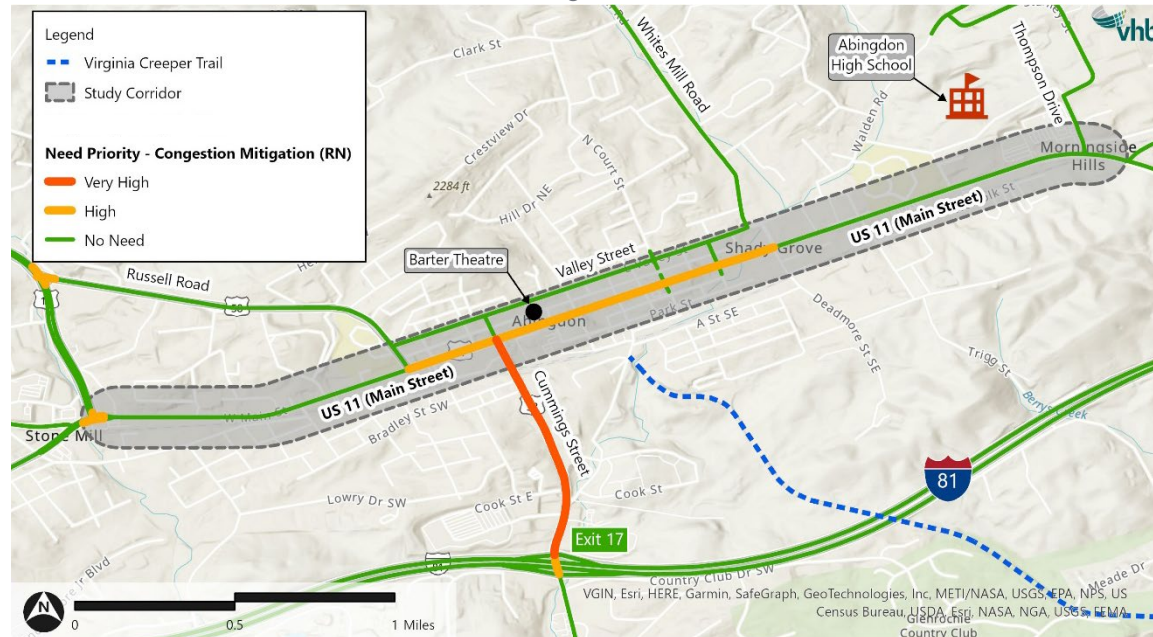 Legend
Virginia Creeper Trail
Study Corridor
Need Priority - Congestion Mitigation (RN)
Very High
High
No Need
Clark St
Whites Mill Road
Abingdon
High School
vhb
Thompson Drive
Walden Rd
Crestview Dr
N Court St
2284 ft
Hill Dr NE
Morningside
Hills
US 11 (Main Street)
Shady Grove
Valley Street
Barter Theatre
Russell Road
58
Abingdon
Park St
A St SE
Deadmore St SE
Trigg St
Berrys Creek
US 11 (Main Street)
W Main St
Bradley St SW
Stone Mill
Cummings Street
Lowry Dr SW
Cook St E
Cook St
81
Exit 17
Country Club Dr SW
VGIN, Esri, HERE, Garmin, SafeGraph, GeoTechnologies, Inc, METI/NASA, USGS, EPA, NPS, US
Census Bureau, USDA, Esri, NASA, NGA, USGS, FEMA
Glenrochie
Country Club
Meade Dr
N
0 0.5 1 Miles